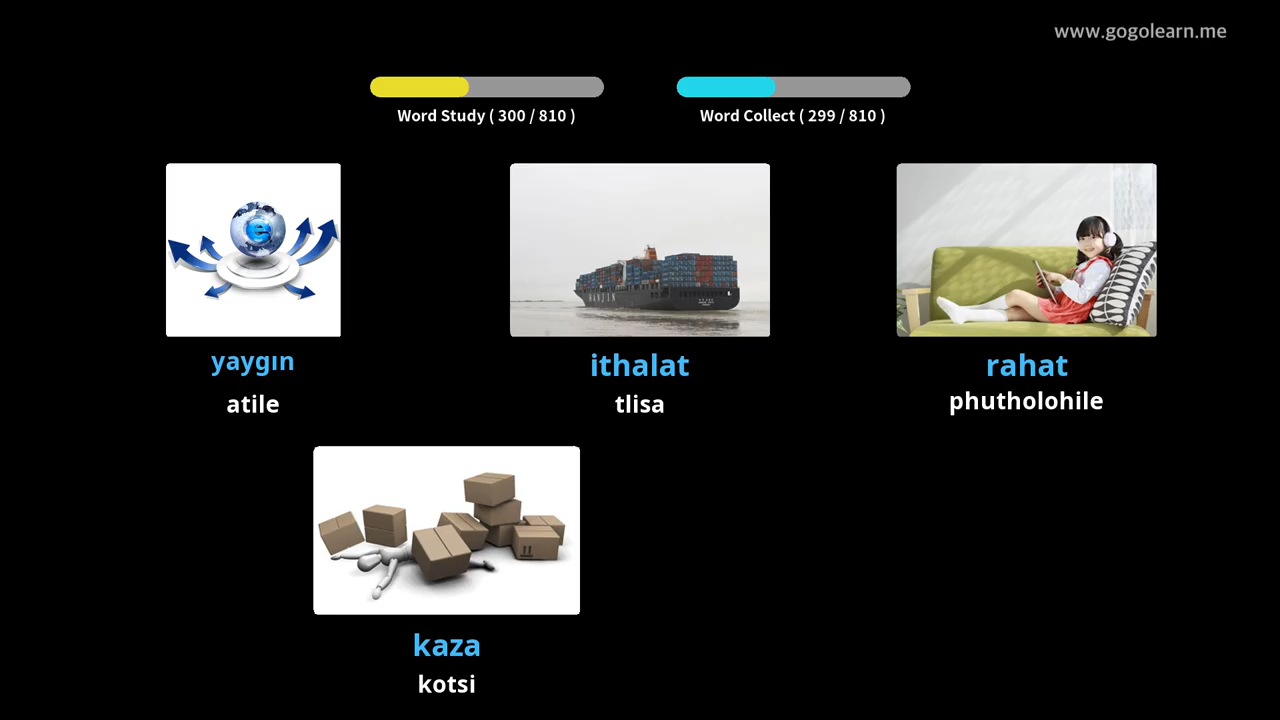 www.gogolearn.me
Word Study ( 300 / 810 )
Word Collect ( 299 / 810 )
yaygın
atile
ithalat
tlisa
rahat
phutholohile
kaza
kotsi